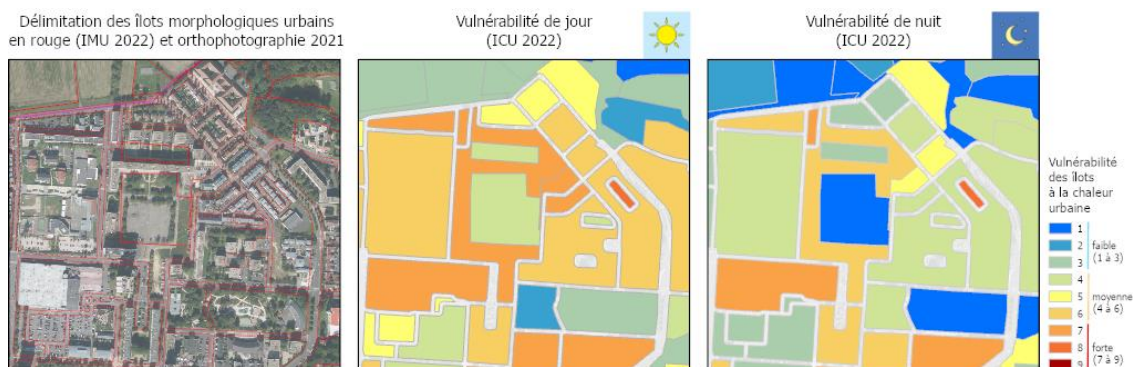 Délimitation des îlots morphologiques urbains
en rouge (IMU 2022) et orthophotographie 2021
Vulnérabilité de jour
(ICU 2022)
Vulnérabilité de nuit
(ICU 2022)
Vulnérabilité
des îlots
à la chaleur
urbaine
1
2 faible
3 (1 à 3)
4
5 moyenne
6 (4 à 6)
7
8 forte
9 (7 à 9)